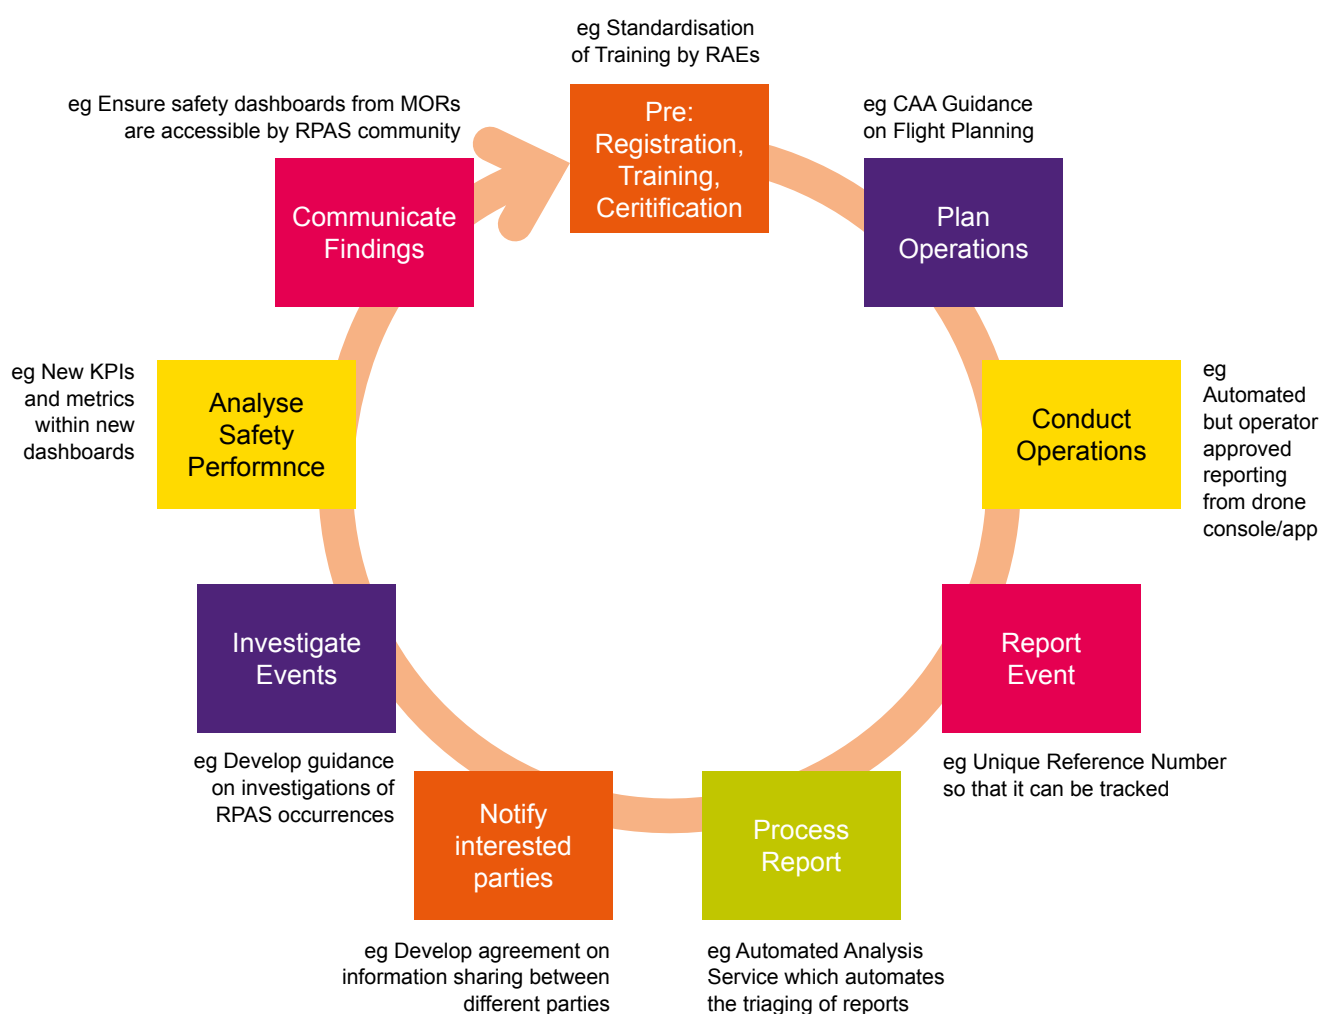 eg Standardisation
of Training by RAEs
Pre:
Registration,
Training,
Ceritification
eg CAA Guidance
on Flight Planning
Plan
Operations
Conduct
Operations
eg
Automated
but operator
approved
reporting
from drone
console/app
Report
Event
eg Unique Reference Number
so that it can be tracked
Process
Report
eg Automated Analysis
Service which automates
the triaging of reports
Notify
interested
parties
eg Develop agreement on
information sharing between
different parties
Investigate
Events
eg Develop guidance
on investigations of
RPAS occurrences
Analyse
Safety
Performnce
eg New KPIs
and metrics
within new
dashboards
Communicate
Findings
eg Ensure safety dashboards from MORs
are accessible by RPAS community